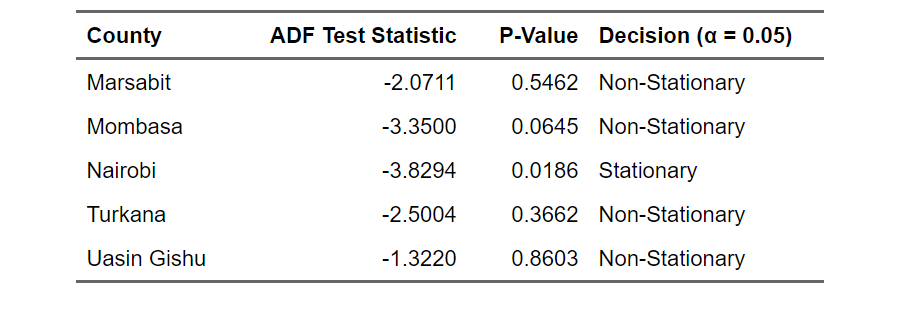 County ADF Test Statistic P-Value Decision (α = 0.05)
Marsabit -2.0711 0.5462 Non-Stationary
Mombasa -3.3500 0.0645 Non-Stationary
Nairobi -3.8294 0.0186 Stationary
Turkana -2.5004 0.3662 Non-Stationary
Uasin Gishu -1.3220 0.8603 Non-Stationary